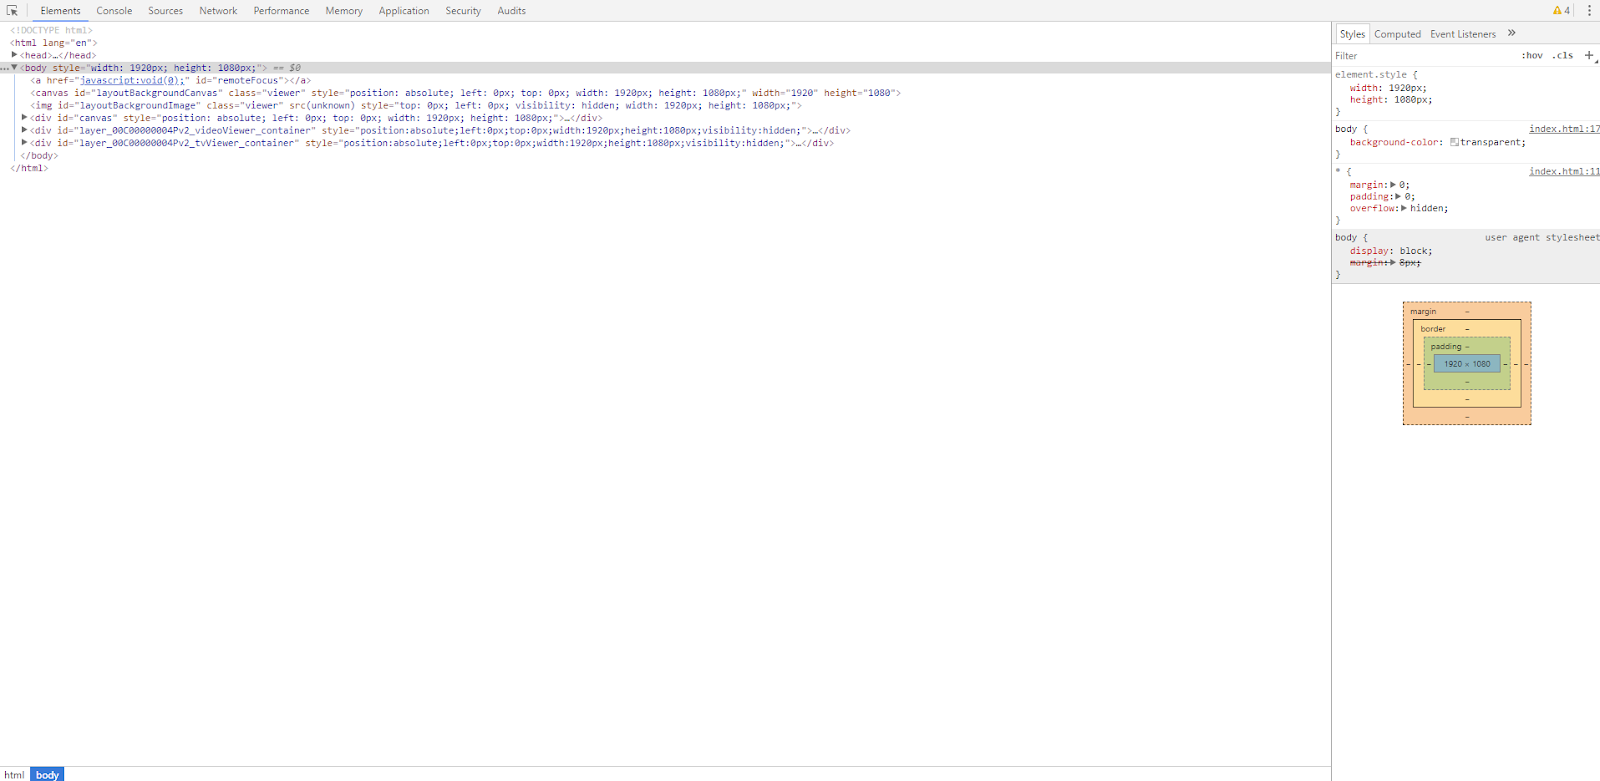 Elements Console Sources Network Performance Memory Application Security Audits 4
<!DOCTYPE html>
<html lang="en">
<head>…</head>
…<body style="width: 1920px; height: 1080px;"> == $0
<a href="javascript:void(0);" id="remoteFocus"></a>
<canvas id="layoutBackgroundCanvas" class="viewer" style="position: absolute; left: 0px; top: 0px; width: 1920px; height: 1080px;" width="1920" height="1080">
<img id="layoutBackgroundImage" class="viewer" src(unknown) style="top: 0px; left: 0px; visibility: hidden; width: 1920px; height: 1080px;">
<div id="canvas" style="position: absolute; left: 0px; top: 0px; width: 1920px; height: 1080px;">…</div>
<div id="layer_00C00000004Pv2_videoViewer_container" style="position:absolute;left:0px;top:0px;width:1920px;height:1080px;visibility:hidden;">…</div>
<div id="layer_00C00000004Pv2_tvViewer_container" style="position:absolute;left:0px;top:0px;width:1920px;height:1080px;visibility:hidden;">…</div>
</body>
</html>
html body
Styles Computed Event Listeners »
Filter :hov .cls +
element.style {
width: 1920px;
height: 1080px;
}
body { index.html:17
background-color: transparent;
}
* { index.html:11
margin: 0;
padding: 0;
overflow: hidden;
}
body { user agent stylesheet
display: block;
margin: 8px;
}
margin –
border –
padding –
– – – 1920 × 1080 – – –
–
–
–